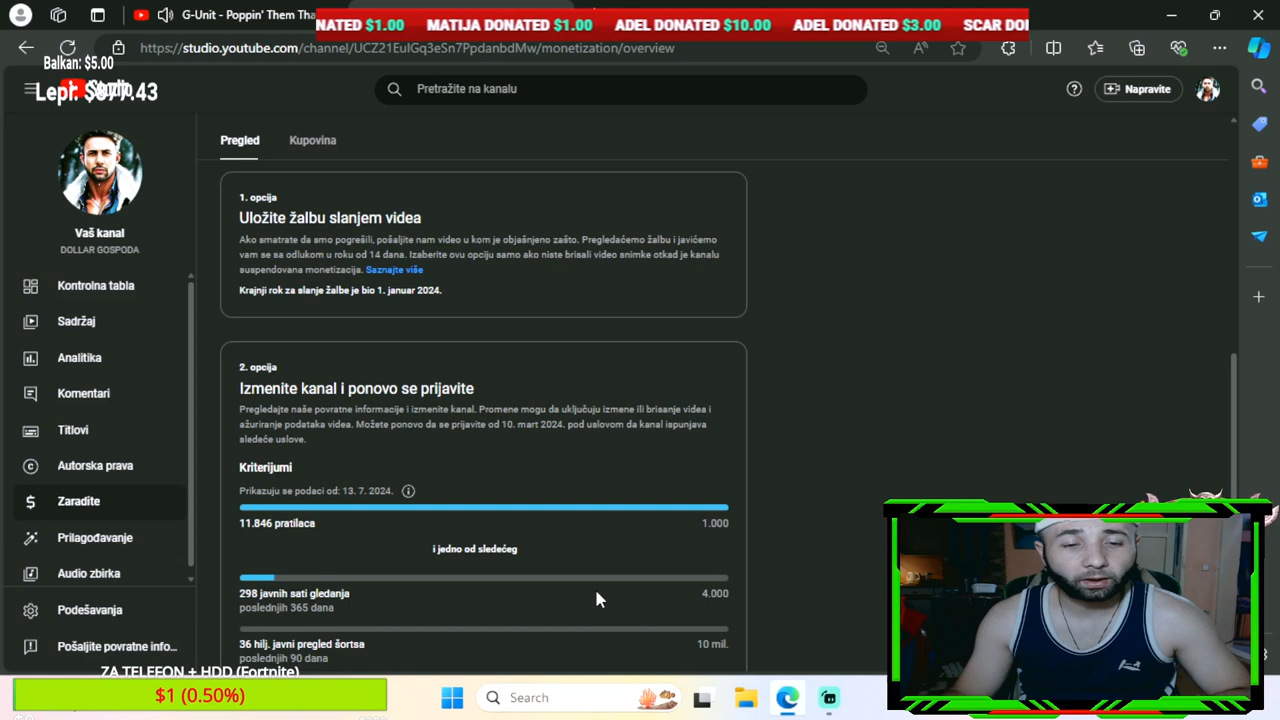 G-Unit - Poppin' Them Tha
NATED $1.00 MATIJA DONATED $1.00 ADEL DONATED $10.00 ADEL DONATED $3.00 SCAR DO
https://studio.youtube.com/channel/UCZ21EuIGq3eSn7PpdanbdMw/monetization/overview
Balkan: $5.00
Lepi: $877.43
Pretražite na kanalu
Napravite
Pregled
Kupovina
Vaš kanal
DOLLAR GOSPODA
Kontrolna tabla
Sadržaj
Analitika
Komentari
Titlovi
Autorska prava
Zaradite
Prilagođavanje
Audio zbirka
Podešavanja
Pošaljite povratne info...
1. opcija
Uložite žalbu slanjem videa
Ako smatrate da smo pogrešili, pošaljite nam video u kom je objašnjeno zašto. Pregledaćemo žalbu i javićemo
vam se sa odlukom u roku od 14 dana. Izaberite ovu opciju samo ako niste brisali video snimke otkad je kanalu
suspendovana monetizacija. Saznajte više
Krajnji rok za slanje žalbe je bio 1. januar 2024.
2. opcija
Izmenite kanal i ponovo se prijavite
Pregledajte naše povratne informacije i izmenite kanal. Promene mogu da uključuju izmene ili brisanje videa i
ažuriranje podataka videa. Možete ponovo da se prijavite od 10. mart 2024. pod uslovom da kanal ispunjava
sledeće uslove.
Kriterijumi
Prikazuju se podaci od: 13. 7. 2024.
11.846 pratilaca 1.000
i jedno od sledećeg
298 javnih sati gledanja 4.000
poslednjih 365 dana
36 hilj. javni pregled šortsa 10 mil.
poslednjih 90 dana
ZA TELEFON + HDD (Fortnite)
$1 (0.50%)
Search